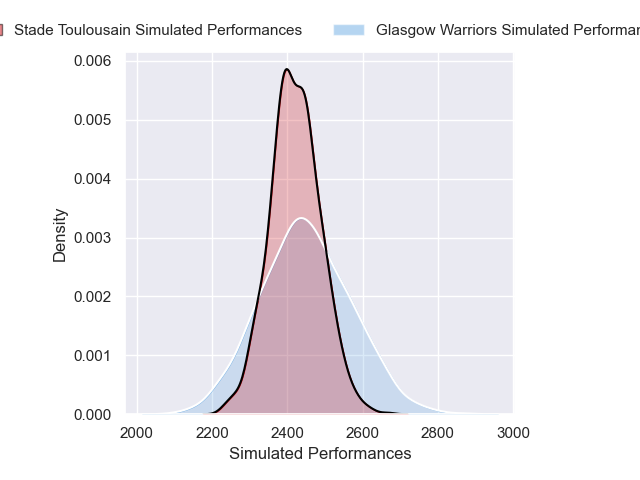 Stade Toulousain Simulated Performances
Glasgow Warriors Simulated
0.006
0.005
0.004
0.003
0.002
0.001
0.000
Density
2000 2200 2400 2600 2800 3000
Simulated Performances